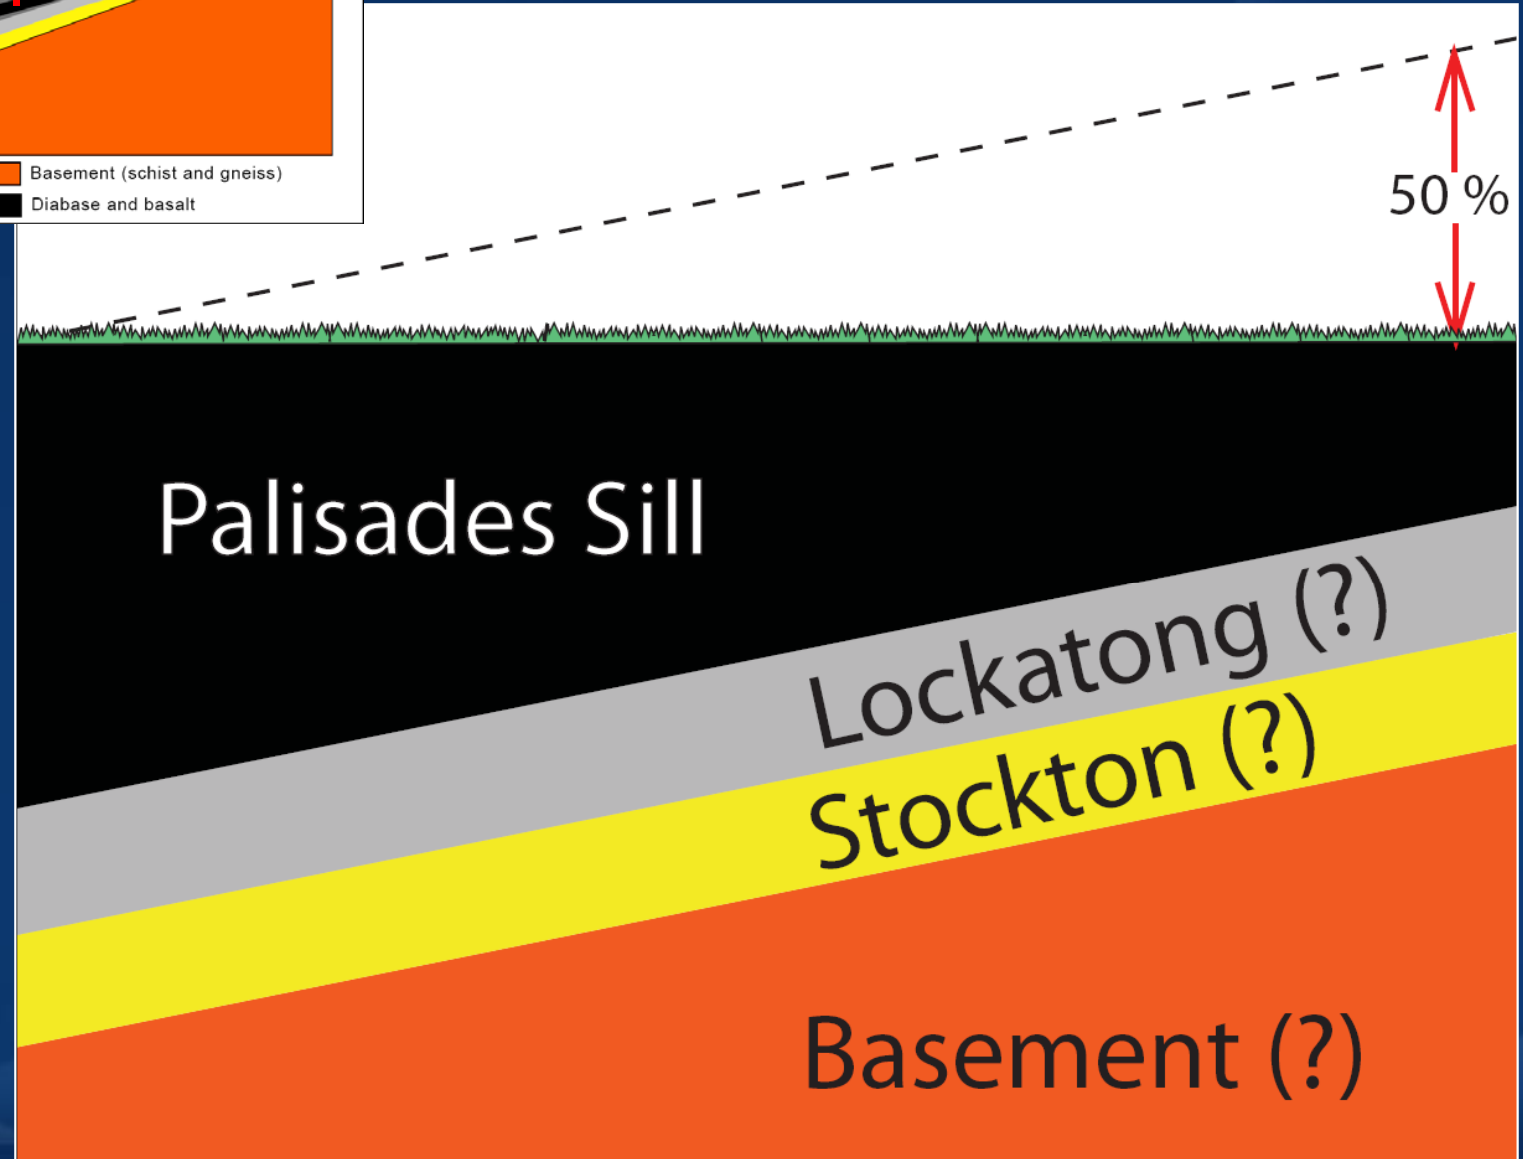 Basement (schist and gneiss)
Diabase and basalt
50 %
Palisades Sill
Lockatong (?)
Stockton (?)
Basement (?)